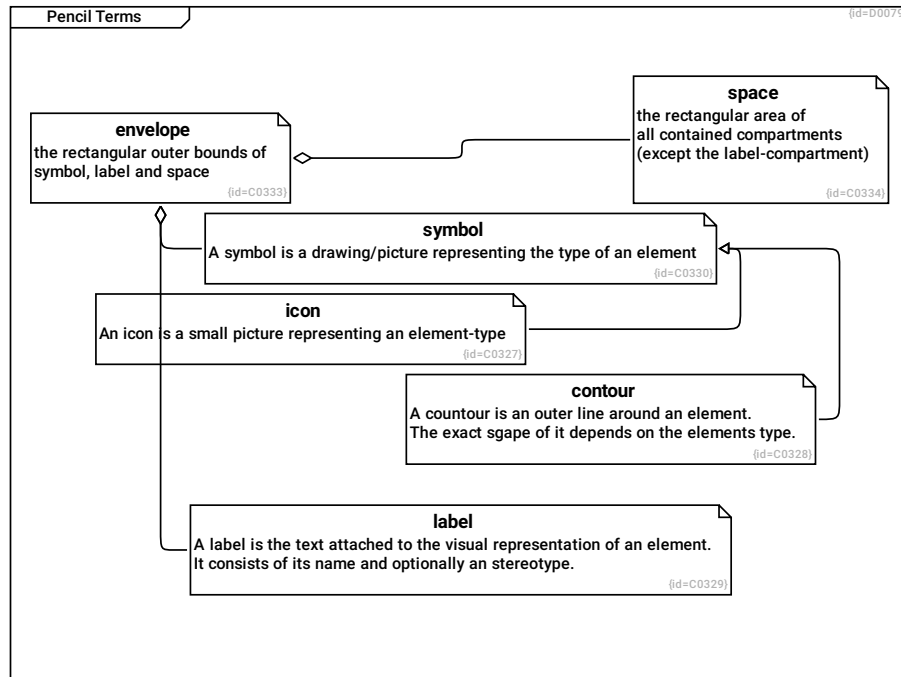 Pencil Terms
{id=D0079
space
the rectangular area of
all contained compartments
(except the label-compartment)
{id=C0334}
envelope
the rectangular outer bounds of
symbol, label and space
{id=C0333}
symbol
A symbol is a drawing/picture representing the type of an element
{id=C0330}
icon
An icon is a small picture representing an element-type
{id=C0327}
contour
A countour is an outer line around an element.
The exact sgape of it depends on the elements type.
{id=C0328}
label
A label is the text attached to the visual representation of an element.
It consists of its name and optionally an stereotype.
{id=C0329}